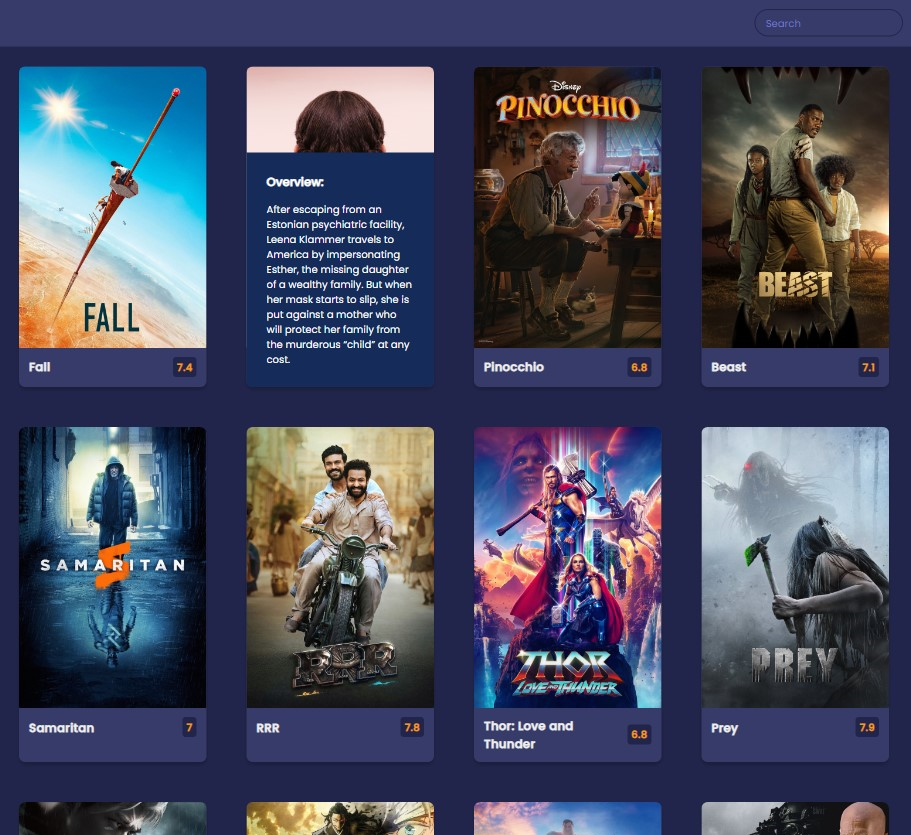 Search
FALL
Fall
7.4
Overview:
After escaping from an
Estonian psychiatric facility,
Leena Klammer travels to
America by impersonating
Esther, the missing daughter
of a wealthy family. But when
her mask starts to slip, she is
put against a mother who
will protect her family from
the murderous “child” at any
cost.
Disney
PINOCCHIO
Pinocchio
6.8
BEAST
Beast
7.1
SAMARITAN
Samaritan
7
RRR
RRR
7.8
THOR
LOVE AND THUNDER
Thor: Love and
Thunder
6.8
PREY
Prey
7.9